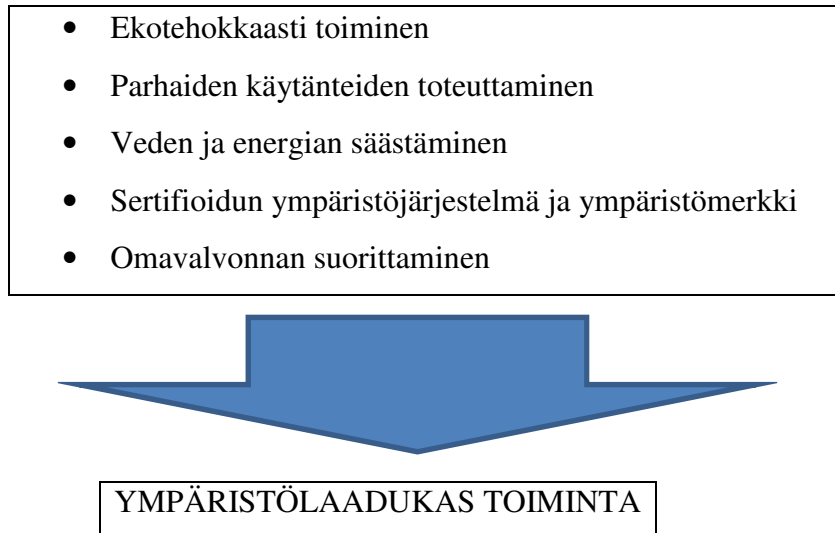 • Ekotehokkaasti toiminen
• Parhaiden käytänteiden toteuttaminen
• Veden ja energian säästäminen
• Sertifioidun ympäristöjärjestelmä ja ympäristömerkki
• Omavalvonnan suorittaminen
YMPÄRISTÖLAADUKAS TOIMINTA